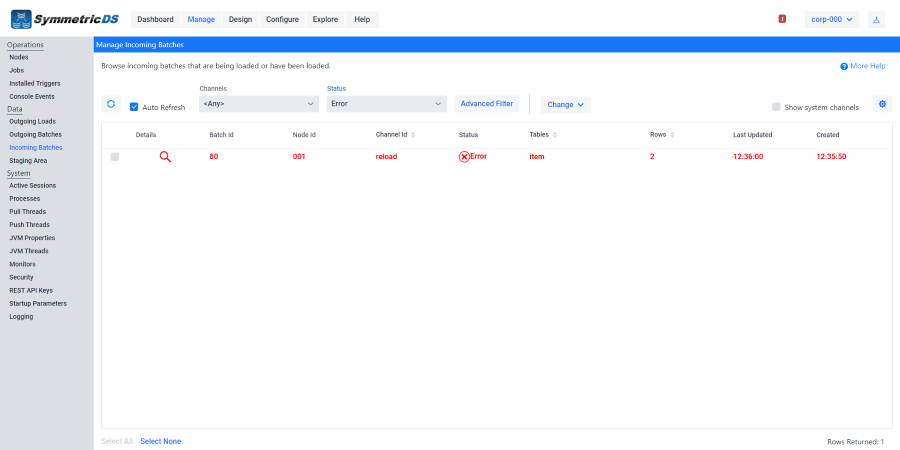 SymmetricDS
Dashboard Manage Design Configure Explore Help
1 corp-000
Operations
Nodes
Jobs
Installed Triggers
Console Events
Data
Outgoing Loads
Outgoing Batches
Incoming Batches
Staging Area
System
Active Sessions
Processes
Pull Threads
Push Threads
JVM Properties
JVM Threads
Monitors
Security
REST API Keys
Startup Parameters
Logging
Manage Incoming Batches
Browse incoming batches that are being loaded or have been loaded. More Help
Channels Status
Auto Refresh <Any> Error Advanced Filter Change Show system channels
Details Batch Id Node Id Channel Id Status Tables Rows Last Updated Created
80 001 reload Error item 2 12:36:00 12:35:50
Select All Select None Rows Returned: 1